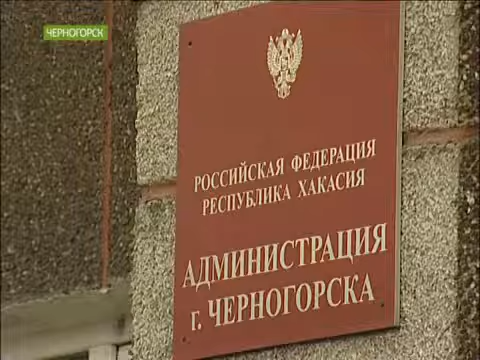 ЧЕРНОГОРСК
РОССИЙСКАЯ ФЕДЕРАЦИЯ
РЕСПУБЛИКА ХАКАСИЯ
АДМИНИСТРАЦИЯ
г. ЧЕРНОГОРСКА